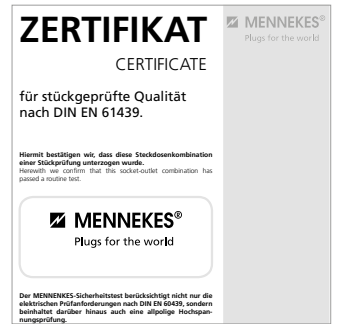 ZERTIFIKAT
CERTIFICATE
MENNEKES®
Plugs for the world
für stückgeprüfte Qualität
nach DIN EN 61439.
Hiermit bestätigen wir, dass diese Steckdosenkombination
einer Stückprüfung unterzogen wurde.
Herewith we confirm that this socket-outlet combination has
passed a routine test.
MENNEKES®
Plugs for the world
Der MENNENKES-Sicherheitstest berücksichtigt nicht nur die
elektrischen Prüfanforderungen nach DIN EN 60439, sondern
beinhaltet darüber hinaus auch eine allpolige Hochspan-
nungsprüfung.